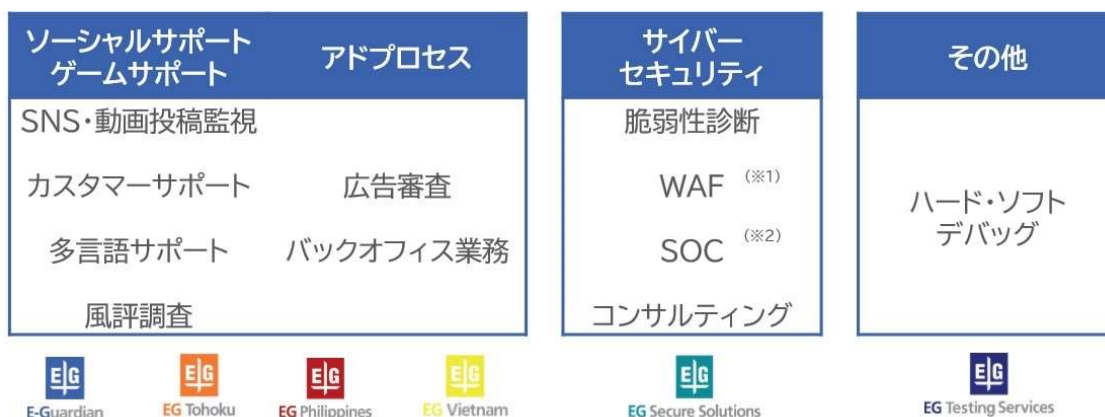 ソーシャルサポート
ゲームサポート
アドプロセス
SNS・動画投稿監視
カスタマーサポート
広告審査
多言語サポート
バックオフィス業務
風評調査
サイバー
セキュリティ
脆弱性診断
WAF (※1)
SOC (※2)
コンサルティング
その他
ハード・ソフト
デバッグ
EG
E-Guardian
EG
EG Tohoku
EG
EG Philippines
EG
EG Vietnam
EG
EG Secure Solutions
EG
EG Testing Services